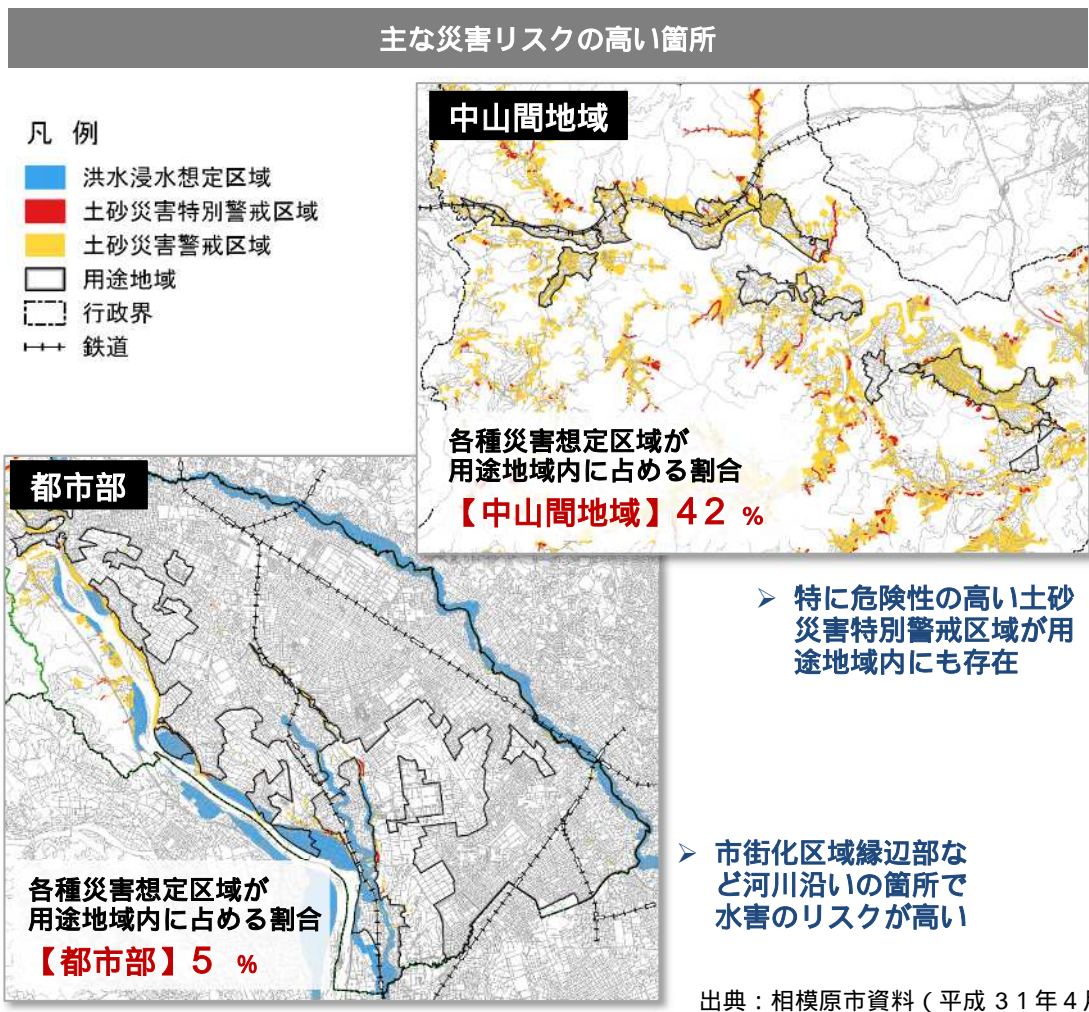 主な災害リスクの高い箇所
凡 例
洪水浸水想定区域
土砂災害特別警戒区域
土砂災害警戒区域
用途地域
行政界
鉄道
中山間地域
各種災害想定区域が
用途地域内に占める割合
【中山間地域】42 %
都市部
各種災害想定区域が
用途地域内に占める割合
【都市部】5 %
➢ 特に危険性の高い土砂
災害特別警戒区域が用
途地域内にも存在
➢ 市街化区域縁辺部な
ど河川沿いの箇所で
水害のリスクが高い
出典：相模原市資料(平成 31年4月